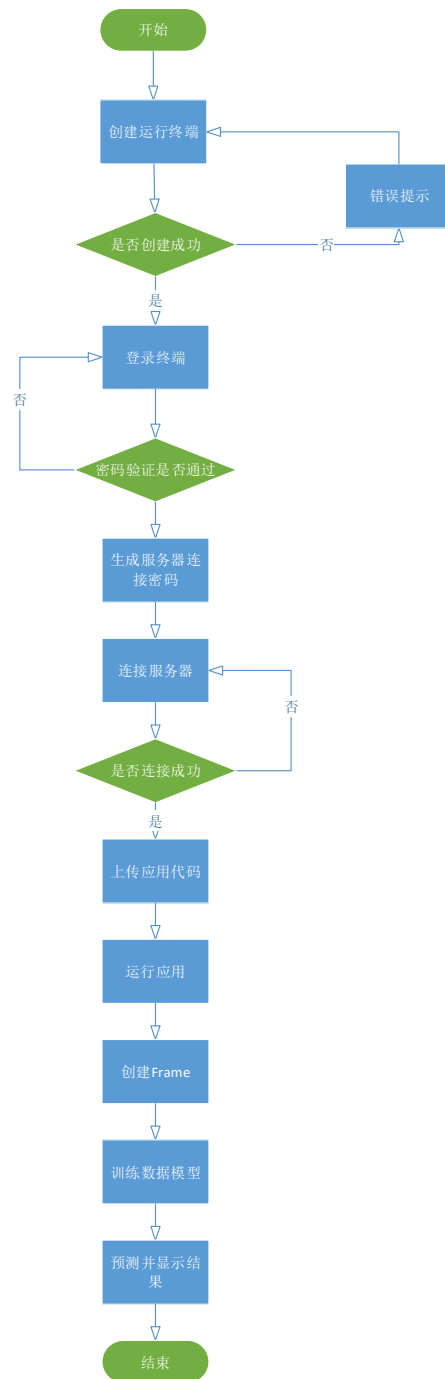 开始
创建运行终端
错误提示
是否创建成功
否
是
登录终端
否
密码验证是否通过
生成服务器连
接密码
连接服务器
否
是否连接成功
是
上传应用代码
运行应用
创建Frame
训练数据模型
预测并显示结
果
结束